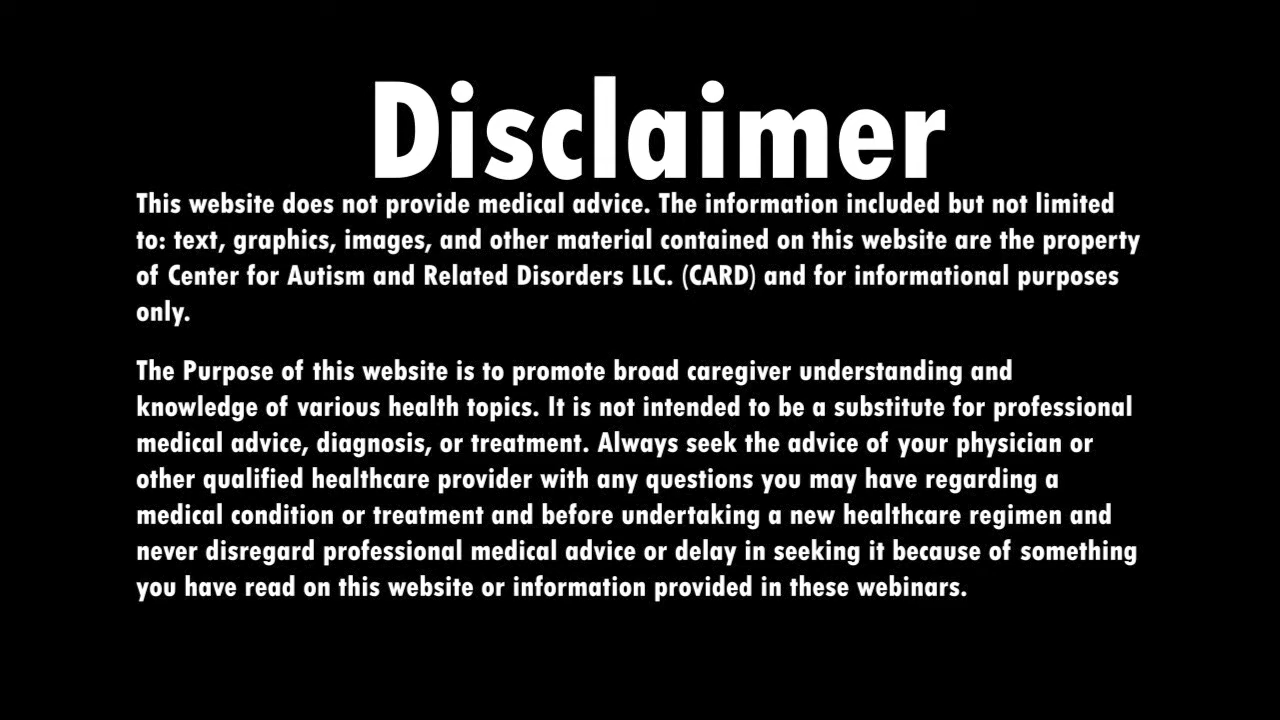 Disclaimer
This website does not provide medical advice. The information included but not limited
to: text, graphics, images, and other material contained on this website are the property
of Center for Autism and Related Disorders LLC. (CARD) and for informational purposes
only.
The Purpose of this website is to promote broad caregiver understanding and
knowledge of various health topics. It is not intended to be a substitute for professional
medical advice, diagnosis, or treatment. Always seek the advice of your physician or
other qualified healthcare provider with any questions you may have regarding a
medical condition or treatment and before undertaking a new healthcare regimen and
never disregard professional medical advice or delay in seeking it because of something
you have read on this website or information provided in these webinars.